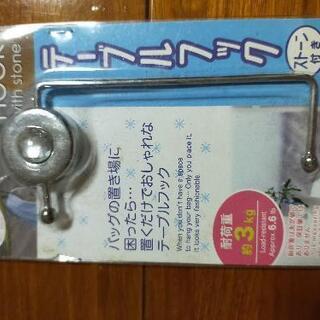 HOOK
with stone
テーブルフック
ストーン
付き
バッグの置き場に
困ったら…
置くだけでおしゃれな
テーブルフック
When you don't have a space
to hang your bag… Only you place it,
it looks very fashionable.
耐荷重
約3kg
Load-resistant
Approx. 6.6 lb